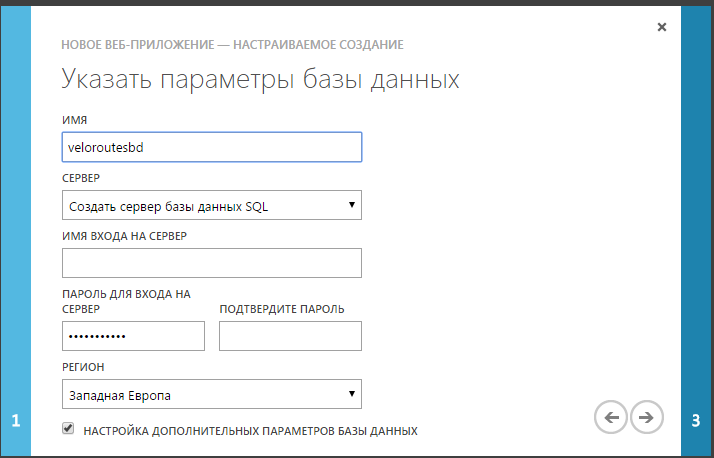 НОВОЕ ВЕБ-ПРИЛОЖЕНИЕ — НАСТРАИВАЕМОЕ СОЗДАНИЕ
Указать параметры базы данных
ИМЯ
veloroutesbd
СЕРВЕР
Создать сервер базы данных SQL
ИМЯ ВХОДА НА СЕРВЕР
ПАРОЛЬ ДЛЯ ВХОДА НА
СЕРВЕР
ПОДТВЕРДИТЕ ПАРОЛЬ
•••••••••••
РЕГИОН
Западная Европа
НАСТРОЙКА ДОПОЛНИТЕЛЬНЫХ ПАРАМЕТРОВ БАЗЫ ДАННЫХ
1
3